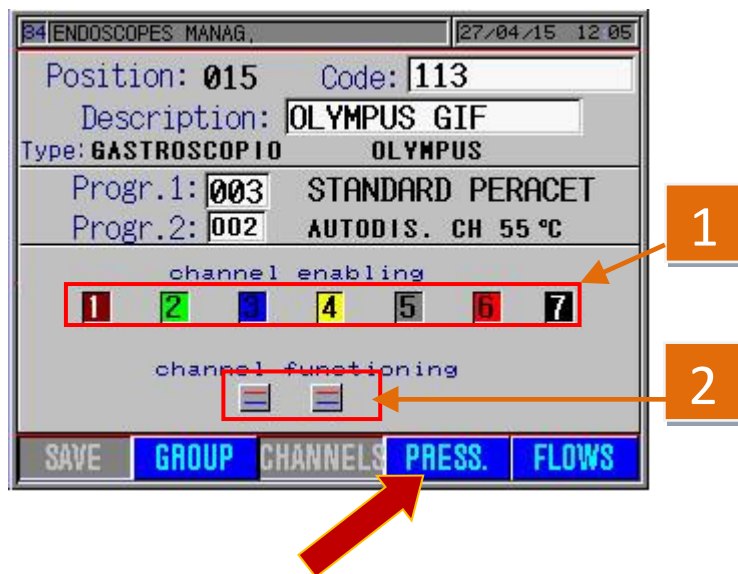 34 ENDOSCOPES MANAG, 27/04/15 12 05
Position: 015 Code: 113
Description: OLYMPUS GIF
Type: GASTROSCOPIO OLYMPUS
Progr.1: 003 STANDARD PERACET
Progr.2: 002 AUTODIS. CH 55 °C
1
channel enabling
1 2 3 4 5 6 7
channel functioning
2
SAVE GROUP CHANNELS PRESS. FLOWS